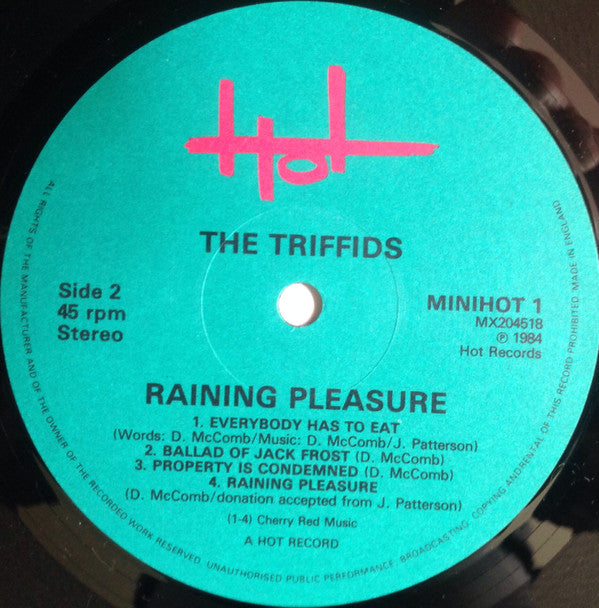 Hot
THE TRIFFIDS
Side 2
45 rpm
Stereo
MINIHOT 1
MX204518
℗ 1984
Hot Records
RAINING PLEASURE
1. EVERYBODY HAS TO EAT
(Words: D. McComb/Music: D. McComb/J. Patterson)
2. BALLAD OF JACK FROST (D. McComb)
3. PROPERTY IS CONDEMNED (D. McComb)
4. RAINING PLEASURE
(D. McComb/donation accepted from J. Patterson)
(1-4) Cherry Red Music
A HOT RECORD
ALL RIGHTS OF THE MANUFACTURER AND OF THE OWNER OF THE RECORDED WORK RESERVED. UNAUTHORISED PUBLIC PERFORMANCE, BROADCASTING, COPYING ANDRENTAL OF THIS RECORD PROHIBITED. MADE IN ENGLAND